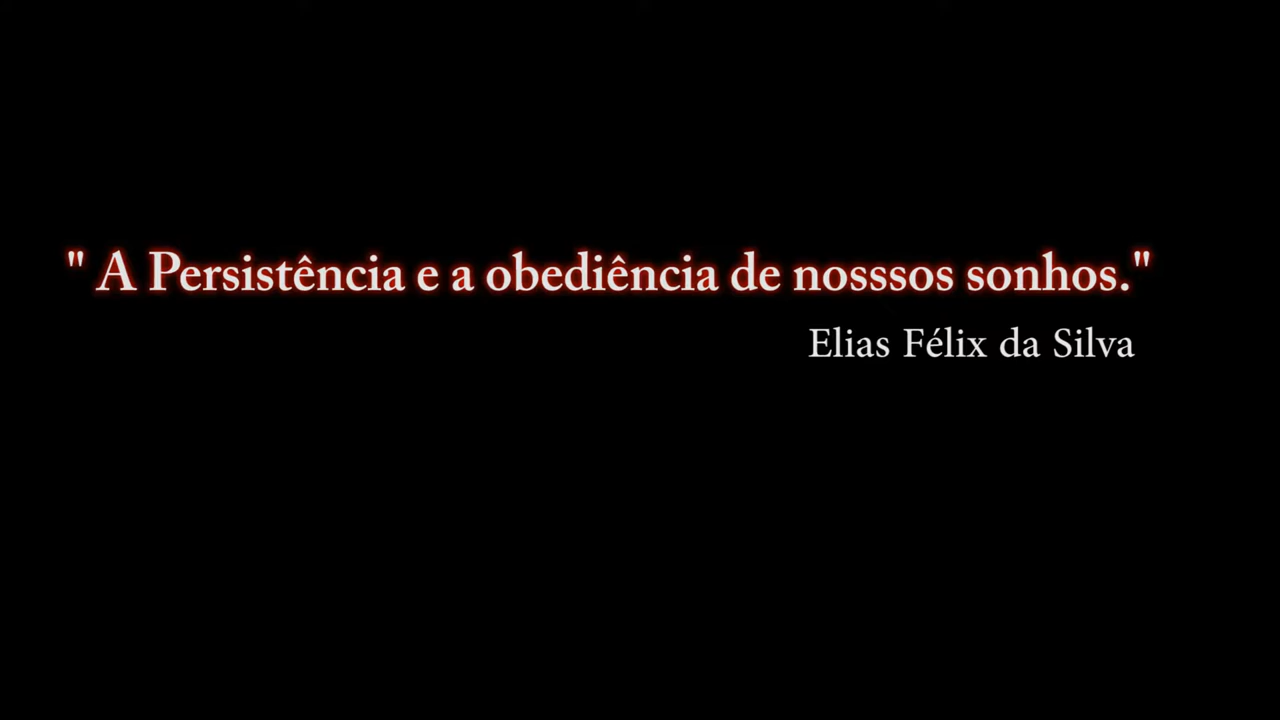 " A Persistência e a obediência de nosssos sonhos."
Elias Félix da Silva